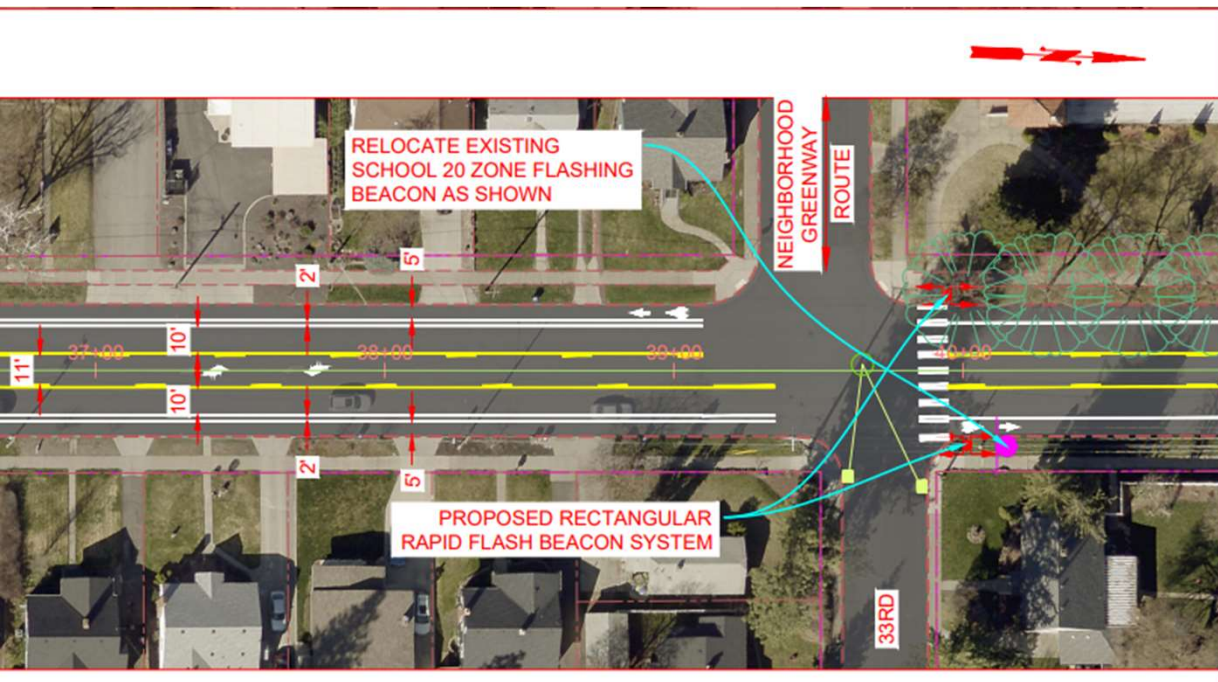 RELOCATE EXISTING
SCHOOL 20 ZONE FLASHING
BEACON AS SHOWN
NEIGHBORHOOD
GREENWAY
ROUTE
2'
5'
10'
37+00
38+00
39+00
40+00
11'
10'
2'
5'
PROPOSED RECTANGULAR
RAPID FLASH BEACON SYSTEM
33RD